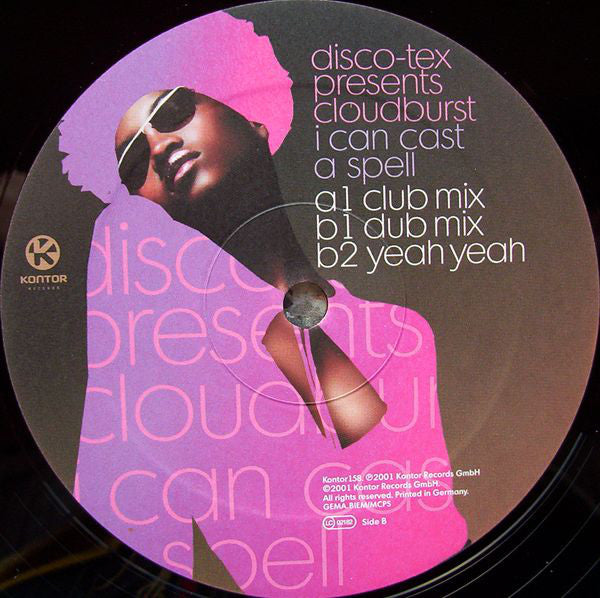 disco-tex
presents
cloudburst
i can cast
a spell
a1 club mix
b1 dub mix
b2 yeah yeah
KONTOR
RECORDS
disco-
presents
cloudbur
i can cas
spell
Kontor158. ℗2001 Kontor Records GmbH
©2001 Kontor Records GmbH.
All rights reserved. Printed in Germany.
GEMA.BIEM/MCPS
LC 02182 Side B